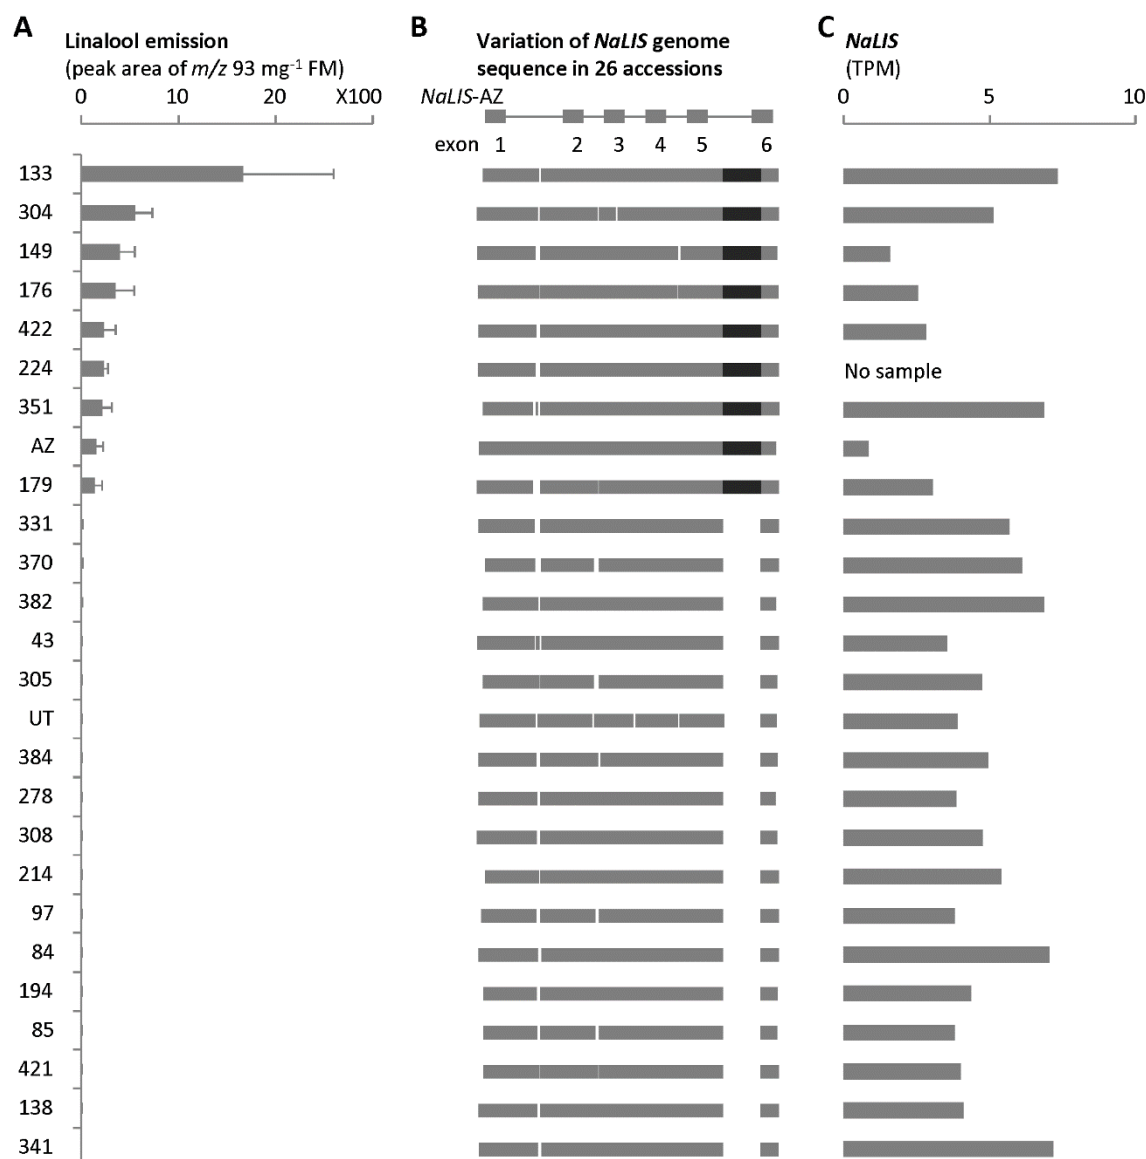 A
Linalool emission
(peak area of m/z 93 mg⁻¹ FM)
0 10 20 X100
B
Variation of NaLIS genome
sequence in 26 accessions
NaLIS-AZ
exon 1 2 3 4 5 6
C
NaLIS
(TPM)
0 5 10
133
304
149
176
422
224
No sample
351
AZ
179
331
370
382
43
305
UT
384
278
308
214
97
84
194
85
421
138
341